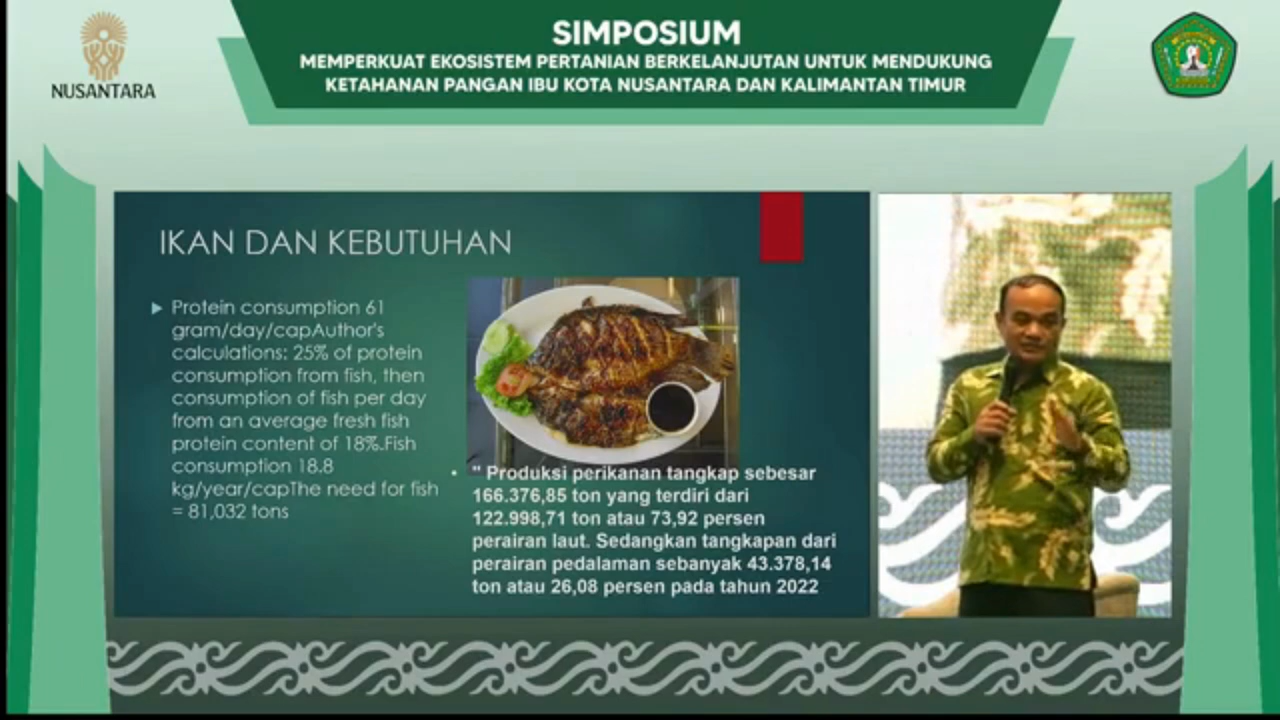 NUSANTARA
SIMPOSIUM
MEMPERKUAT EKOSISTEM PERTANIAN BERKELANJUTAN UNTUK MENDUKUNG
KETAHANAN PANGAN IBU KOTA NUSANTARA DAN KALIMANTAN TIMUR
IKAN DAN KEBUTUHAN
Protein consumption 61
gram/day/capAuthor's
calculations: 25% of protein
consumption from fish, then
consumption of fish per day
from an average fresh fish
protein content of 18%.Fish
consumption 18.8
kg/year/capThe need for fish
= 81,032 tons
• " Produksi perikanan tangkap sebesar
166.376,85 ton yang terdiri dari
122.998,71 ton atau 73,92 persen
perairan laut. Sedangkan tangkapan dari
perairan pedalaman sebanyak 43.378,14
ton atau 26,08 persen pada tahun 2022